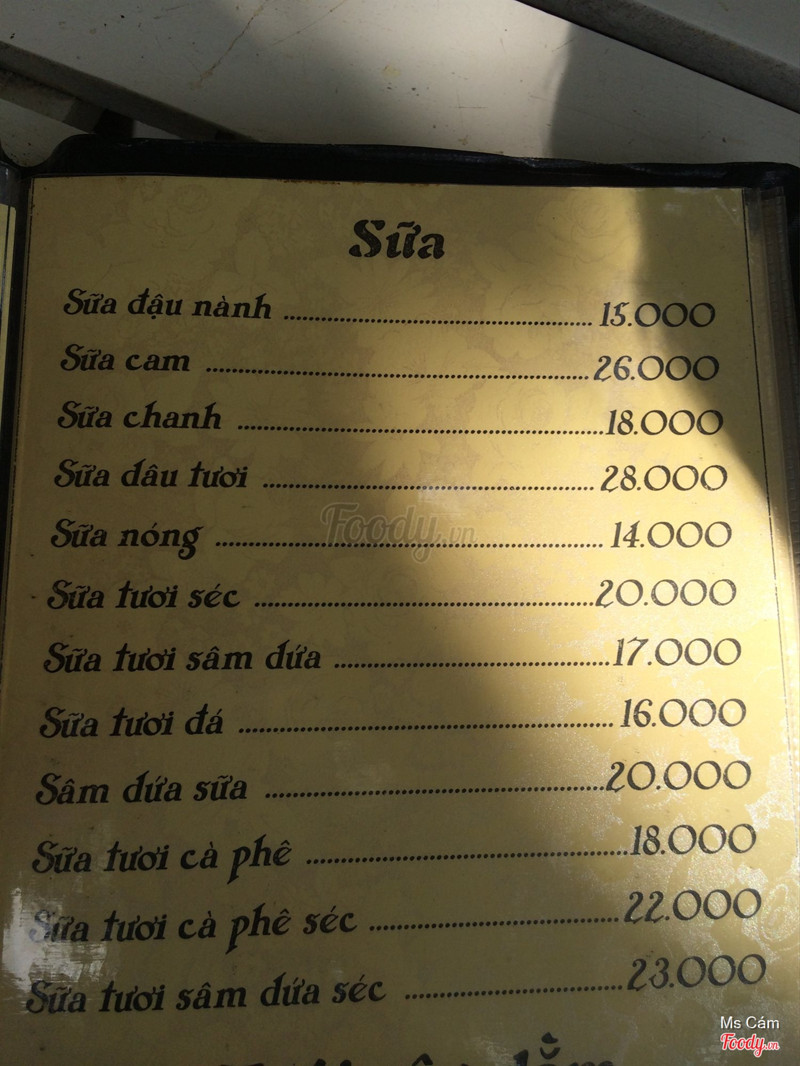 Sữa
Sữa đậu nành ........ 15.000
Sữa cam ........ 26.000
Sữa chanh ........ 18.000
Sữa dâu tươi ........ 28.000
Sữa nóng ........ 14.000
Sữa tươi séc ........ 20.000
Sữa tươi sâm dứa ........ 17.000
Sữa tươi đá ........ 16.000
Sâm dứa sữa ........ 20.000
Sữa tươi cà phê ........ 18.000
Sữa tươi cà phê séc ........ 22.000
Sữa tươi sâm dứa séc ........ 23.000
Foody.vn
Ms Cám
Foody.vn